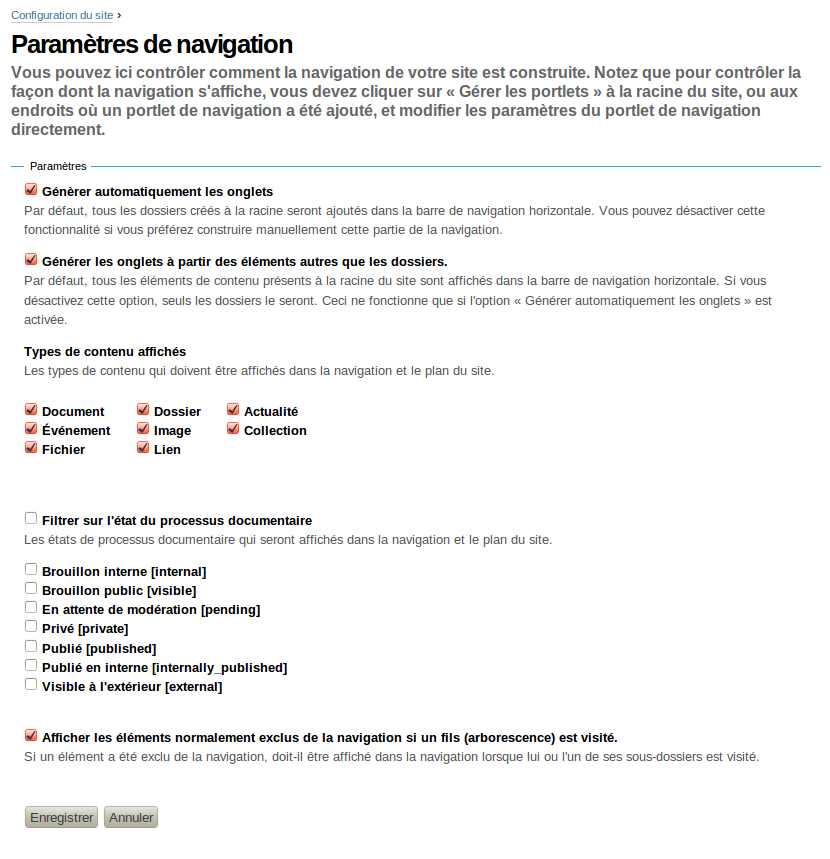 Configuration du site ›
Paramètres de navigation
Vous pouvez ici contrôler comment la navigation de votre site est construite. Notez que pour contrôler la
façon dont la navigation s'affiche, vous devez cliquer sur « Gérer les portlets » à la racine du site, ou aux
endroits où un portlet de navigation a été ajouté, et modifier les paramètres du portlet de navigation
directement.
Paramètres
Génèrer automatiquement les onglets
Par défaut, tous les dossiers créés à la racine seront ajoutés dans la barre de navigation horizontale. Vous pouvez désactiver cette
fonctionnalité si vous préférez construire manuellement cette partie de la navigation.
Générer les onglets à partir des éléments autres que les dossiers.
Par défaut, tous les éléments de contenu présents à la racine du site sont affichés dans la barre de navigation horizontale. Si vous
désactivez cette option, seuls les dossiers le seront. Ceci ne fonctionne que si l'option « Générer automatiquement les onglets » est
activée.
Types de contenu affichés
Les types de contenu qui doivent être affichés dans la navigation et le plan du site.
Document Dossier Actualité
Événement Image Collection
Fichier Lien
Filtrer sur l'état du processus documentaire
Les états de processus documentaire qui seront affichés dans la navigation et le plan du site.
Brouillon interne [internal]
Brouillon public [visible]
En attente de modération [pending]
Privé [private]
Publié [published]
Publié en interne [internally_published]
Visible à l'extérieur [external]
Afficher les éléments normalement exclus de la navigation si un fils (arborescence) est visité.
Si un élément a été exclu de la navigation, doit-il être affiché dans la navigation lorsque lui ou l'un de ses sous-dossiers est visité.
Enregistrer Annuler